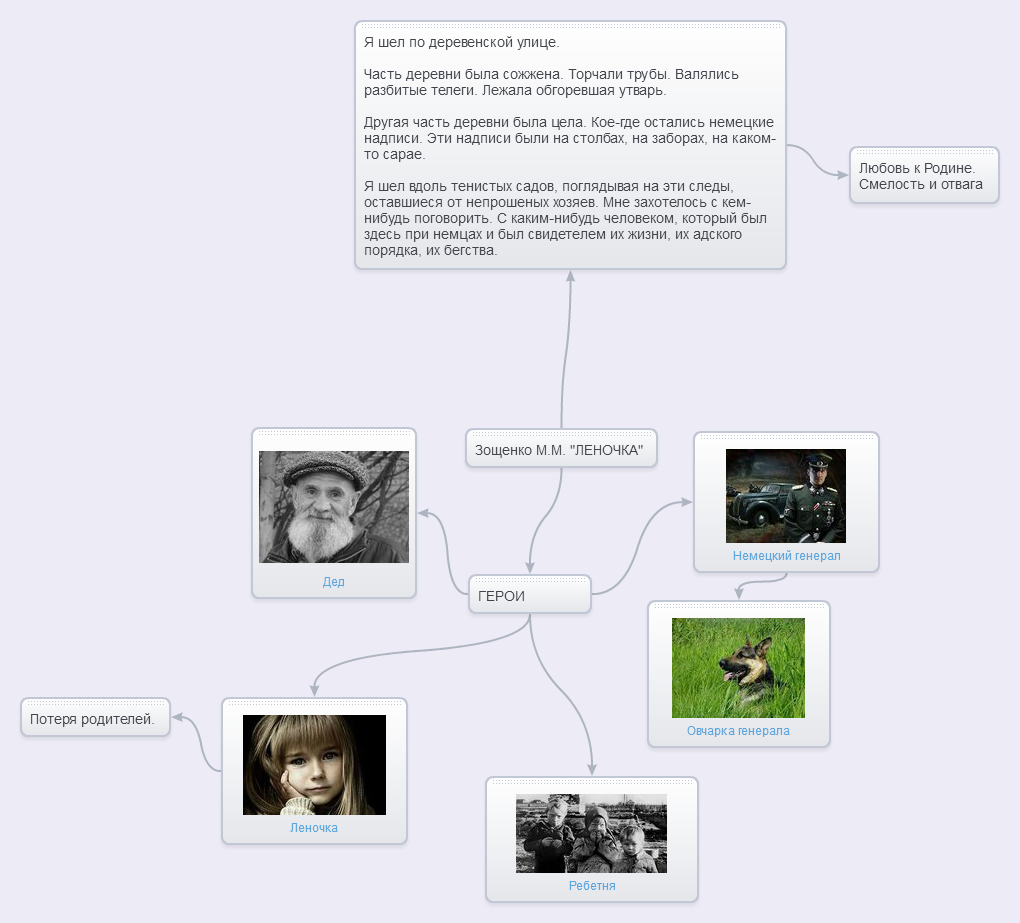 Я шел по деревенской улице.
Часть деревни была сожжена. Торчали трубы. Валялись
разбитые телеги. Лежала обгоревшая утварь.
Другая часть деревни была цела. Кое-где остались немецкие
надписи. Эти надписи были на столбах, на заборах, на каком-
то сарае.
Я шел вдоль тенистых садов, поглядывая на эти следы,
оставшиеся от непрошеных хозяев. Мне захотелось с кем-
нибудь поговорить. С каким-нибудь человеком, который был
здесь при немцах и был свидетелем их жизни, их адского
порядка, их бегства.
Любовь к Родине.
Смелость и отвага
Зощенко М.М. "ЛЕНОЧКА"
Немецкий генерал
Дед
ГЕРОИ
Овчарка генерала
Потеря родителей.
Леночка
Ребетня